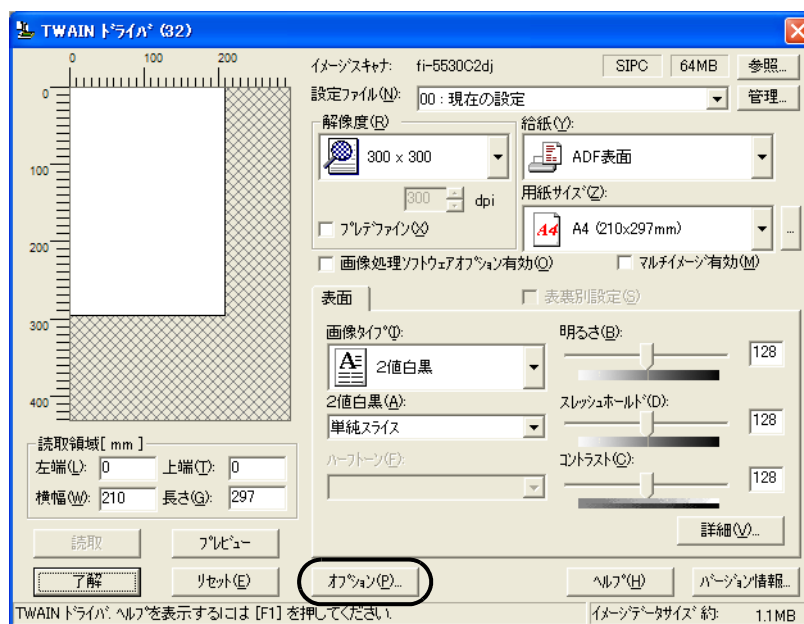 TWAIN ﾄﾞﾗｲﾊﾞ (32)
0 100 200
0
100
200
300
400
ｲﾒｰｼﾞｽｷｬﾅ: fi-5530C2dj SIPC 64MB 参照...
設定ﾌｧｲﾙ(N): 00 : 現在の設定 管理...
解像度(R)
300 x 300
300 dpi
ﾌﾟﾚﾃﾞﾌｧｲﾝ(X)
給紙(Y):
ADF表面
用紙ｻｲｽﾞ(Z):
A4 A4 (210x297mm) ...
画像処理ｿﾌﾄｳｪｱｵﾌﾟｼｮﾝ有効(O) ﾏﾙﾁｲﾒｰｼﾞ有効(M)
表面 表裏別設定(S)
画像ﾀｲﾌﾟ(I):
2値白黒
2値白黒(A):
単純ｽﾗｲｽ
ﾊｰﾌﾄｰﾝ(F):
明るさ(B):
128
ｽﾚｯｼｭﾎｰﾙﾄﾞ(D):
128
ｺﾝﾄﾗｽﾄ(C):
128
詳細(V)...
読取領域[ mm ]
左端(L): 0 上端(T): 0
横幅(W): 210 長さ(G): 297
読取 ﾌﾟﾚﾋﾞｭｰ
了解 ﾘｾｯﾄ(E) ｵﾌﾟｼｮﾝ(P)... ﾍﾙﾌﾟ(H) ﾊﾞｰｼﾞｮﾝ情報...
TWAIN ﾄﾞﾗｲﾊﾞ. ﾍﾙﾌﾟを表示するには [F1] を押してください. ｲﾒｰｼﾞﾃﾞｰﾀｻｲｽﾞ約: 1.1MB